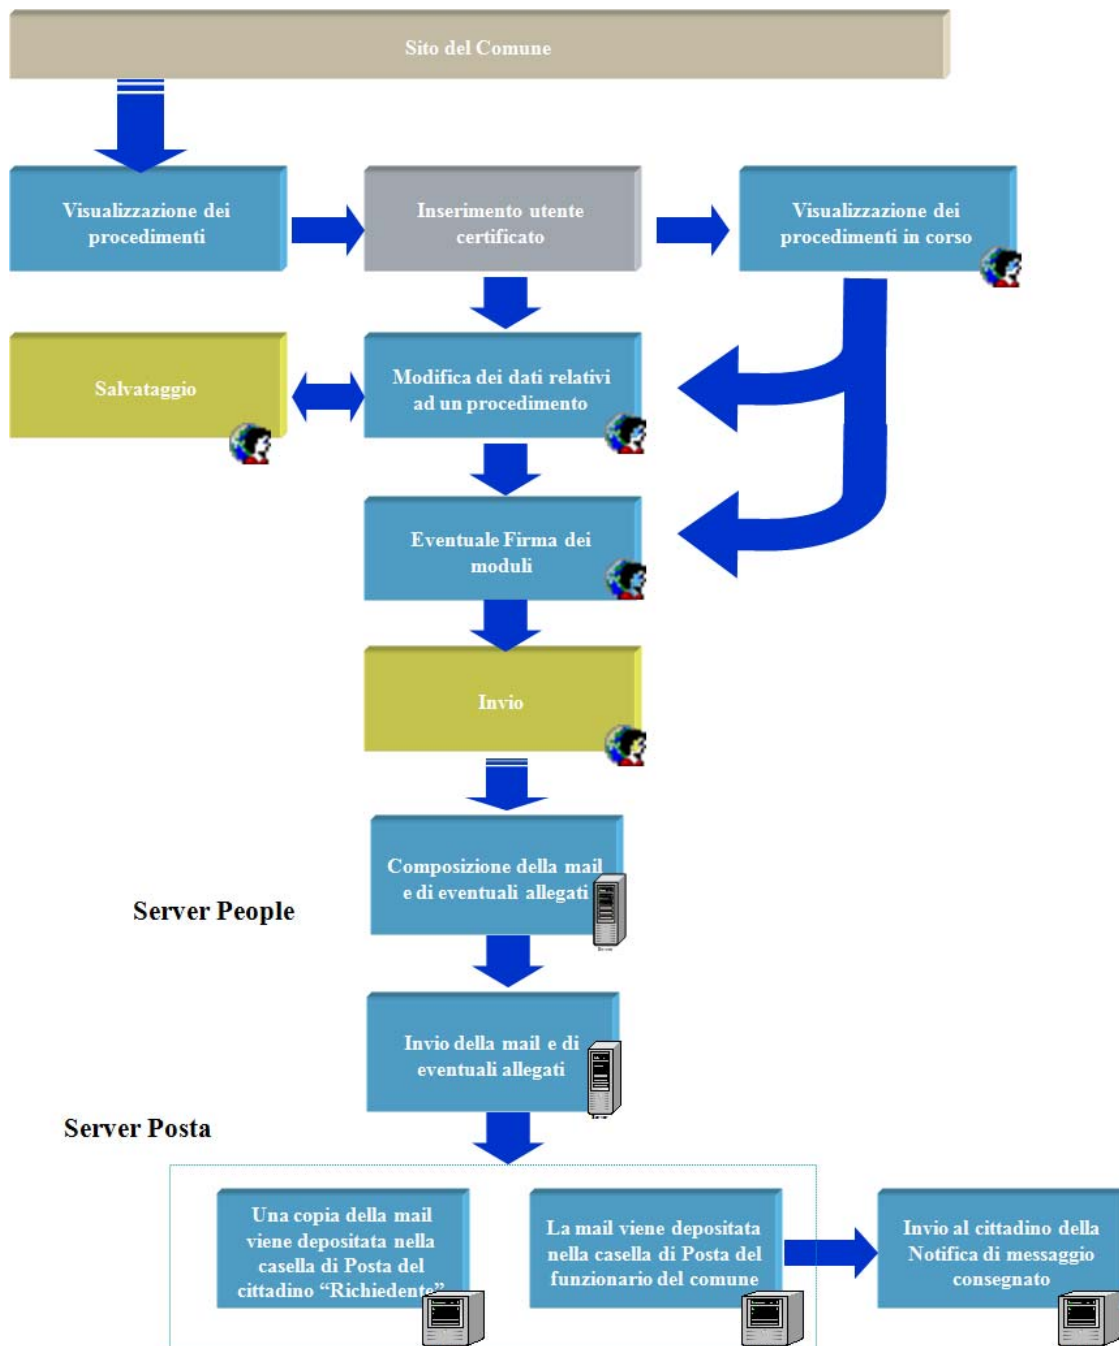 Sito del Comune
Visualizzazione dei
procedimenti
Inserimento utente
certificato
Visualizzazione dei
procedimenti in corso
Salvataggio
Modifica dei dati relativi
ad un procedimento
Eventuale Firma dei
moduli
Invio
Composizione della mail
e di eventuali allegati
Server People
Invio della mail e di
eventuali allegati
Server Posta
Una copia della mail
viene depositata nella
casella di Posta del
cittadino “Richiedente”
La mail viene depositata
nella casella di Posta del
funzionario del comune
Invio al cittadino della
Notifica di messaggio
consegnato